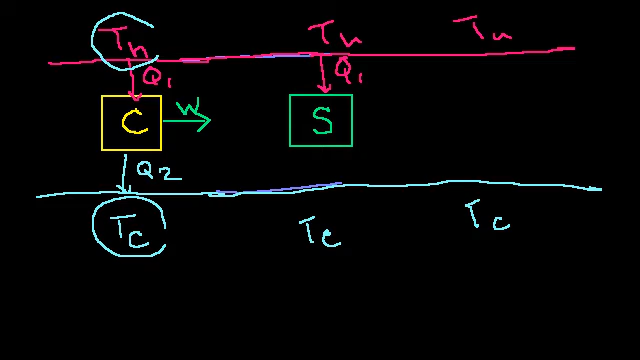 Th Th Th
Q1 Q1
C W S
Q2
Tc Tc Tc